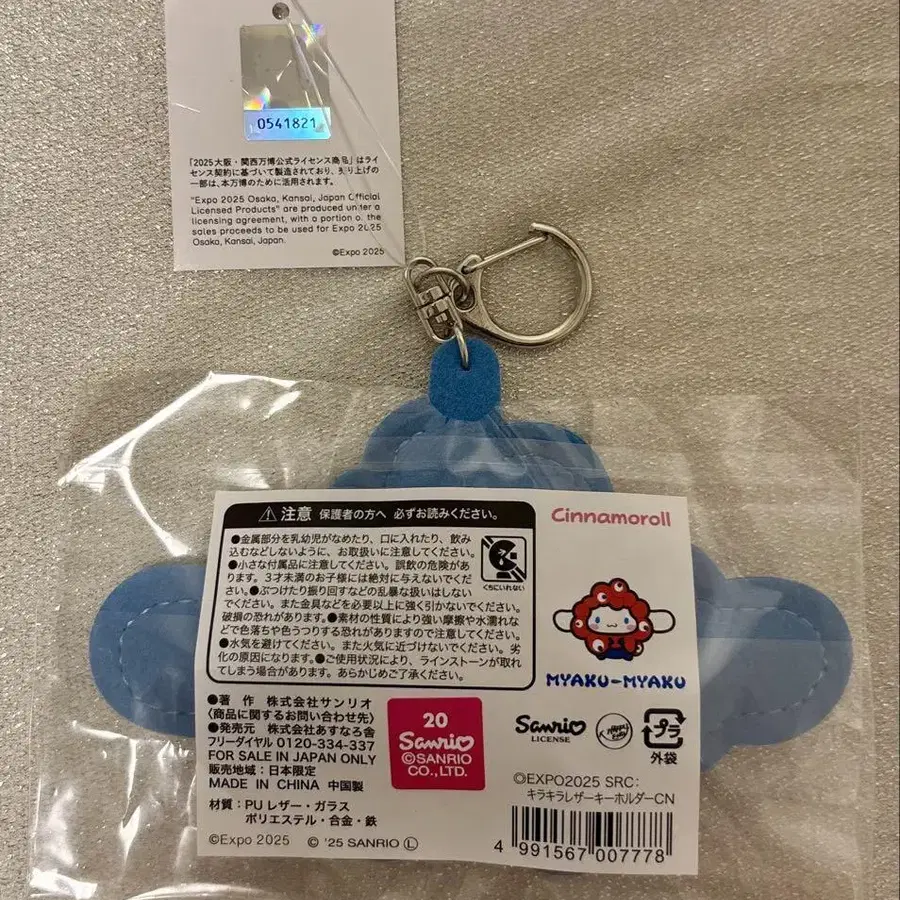 0541821
「2025大阪・関西万博公式ライセンス商品」はライ
センス契約に基づいて製造されており、売り上げの
一部は、本万博のために活用されます。
"Expo 2025 Osaka, Kansai, Japan Official
Licensed Products" are produced under a
licensing agreement, with a portion of the
sales proceeds to be used for Expo 2025
Osaka, Kansai, Japan.
©Expo 2025
⚠注意 保護者の方へ 必ずお読みください。
●金属部分を乳幼児がなめたり、口に入れたり、飲み
込むなどしないように、お取扱いに注意してください。
●小さな付属品に注意してください。誤飲の危険があ
ります。3才未満のお子様には絶対に与えないでくだ
さい。●ぶつけたり振り回すなどの乱暴な扱いはしない
でください。また金具などを必要以上に強く引かないでください。
破損の恐れがあります。●素材の性質により強い摩擦や水濡れな
どで色落ちや色うつりする恐れがありますので注意してください。
●水気を避けてください。また火気に近づけないでください。劣
化の原因になります。●ご使用状況により、ラインストーンが取れ
てしまう場合があります。あらかじめご了承ください。
くちにいれない
Cinnamoroll
MYAKU-MYAKU
●著 作 株式会社サンリオ
〈商品に関するお問い合わせ先〉
●発売元 株式会社あすなろ舎
フリーダイヤル 0120-334-337
FOR SALE IN JAPAN ONLY
販売地域：日本限定
MADE IN CHINA 中国製
材質：PUレザー・ガラス
ポリエステル・合金・鉄
©Expo 2025 © '25 SANRIO Ⓛ
20
Sanrio
©SANRIO
CO.,LTD.
Sanrio
LICENSE
プラ
外袋
©EXPO2025 SRC:
キラキラレザーキーホルダーCN
4 991567 007778